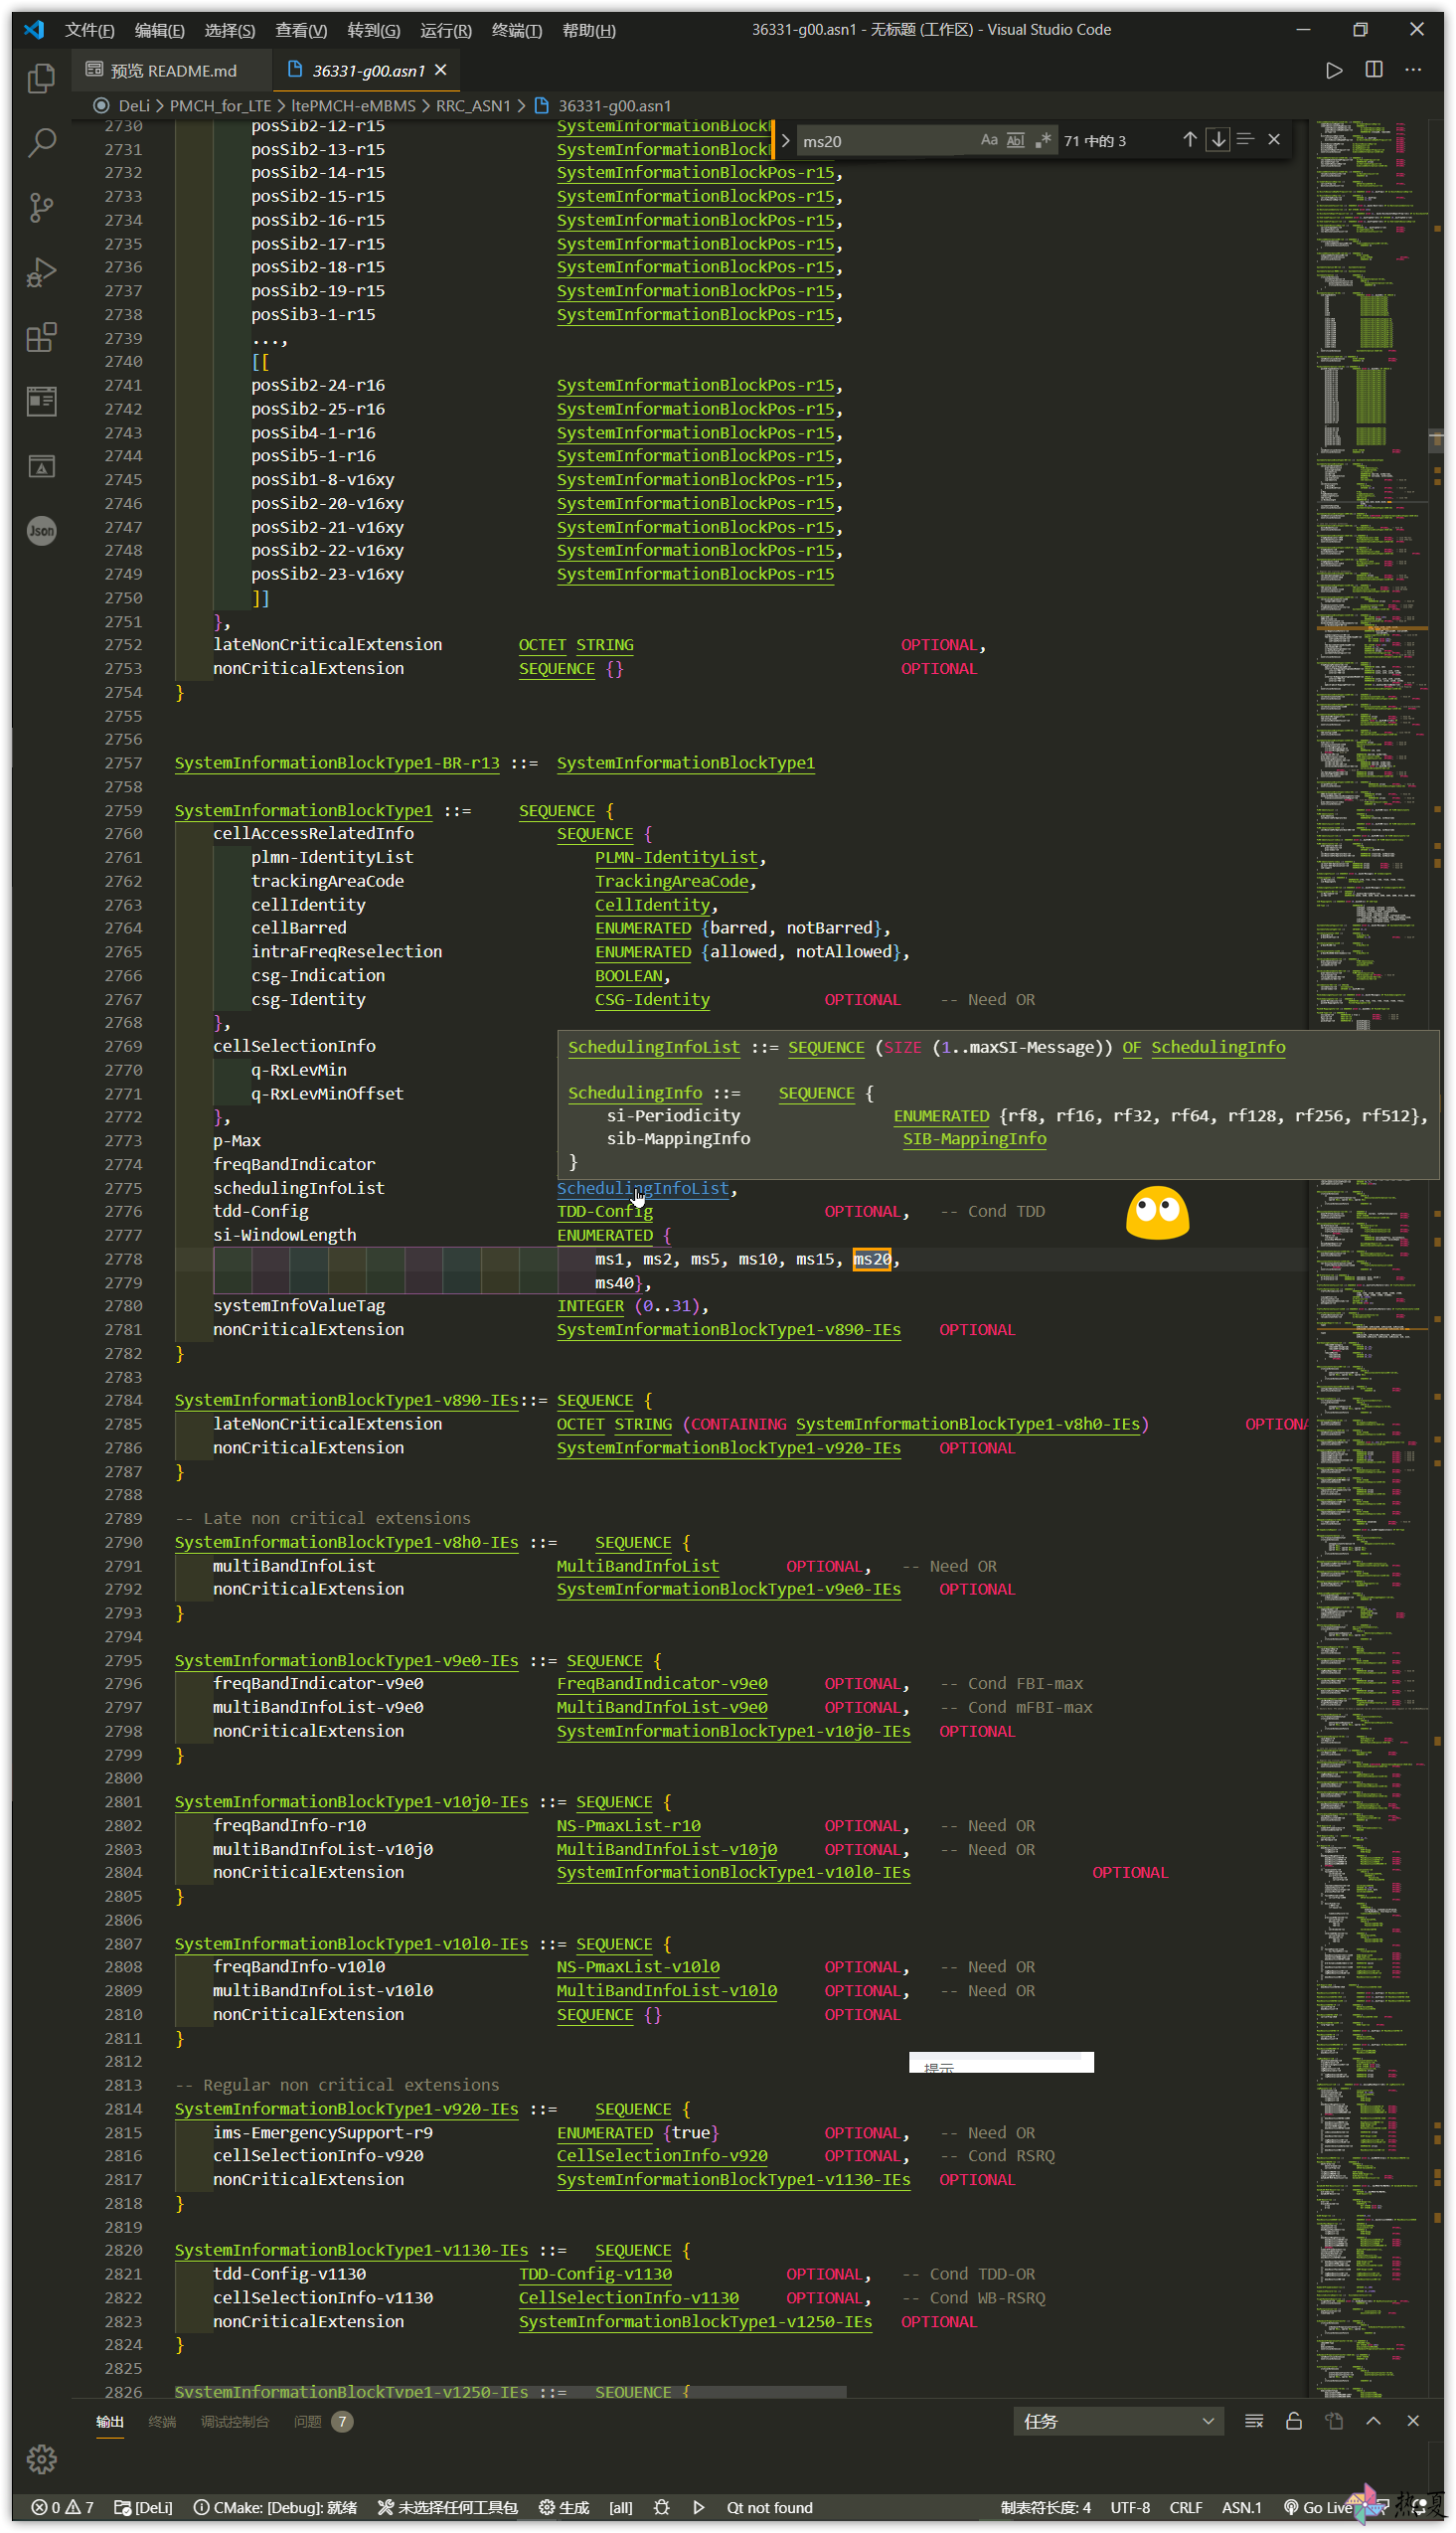 文件(F) 编辑(E) 选择(S) 查看(V) 转到(G) 运行(R) 终端(T) 帮助(H) 36331-g00.asn1 - 无标题 (工作区) - Visual Studio Code
预览 README.md 36331-g00.asn1
DeLi > PMCH_for_LTE > ltePMCH-eMBMS > RRC_ASN1 > 36331-g00.asn1
ms20 Aa Abl .* 71 中的 3
2730 posSib2-12-r15 SystemInformationBlock
2731 posSib2-13-r15 SystemInformationBlock
2732 posSib2-14-r15 SystemInformationBlockPos-r15,
2733 posSib2-15-r15 SystemInformationBlockPos-r15,
2734 posSib2-16-r15 SystemInformationBlockPos-r15,
2735 posSib2-17-r15 SystemInformationBlockPos-r15,
2736 posSib2-18-r15 SystemInformationBlockPos-r15,
2737 posSib2-19-r15 SystemInformationBlockPos-r15,
2738 posSib3-1-r15 SystemInformationBlockPos-r15,
2739 ...,
2740 [[
2741 posSib2-24-r16 SystemInformationBlockPos-r15,
2742 posSib2-25-r16 SystemInformationBlockPos-r15,
2743 posSib4-1-r16 SystemInformationBlockPos-r15,
2744 posSib5-1-r16 SystemInformationBlockPos-r15,
2745 posSib1-8-v16xy SystemInformationBlockPos-r15,
2746 posSib2-20-v16xy SystemInformationBlockPos-r15,
2747 posSib2-21-v16xy SystemInformationBlockPos-r15,
2748 posSib2-22-v16xy SystemInformationBlockPos-r15,
2749 posSib2-23-v16xy SystemInformationBlockPos-r15
2750 ]]
2751 },
2752 lateNonCriticalExtension OCTET STRING OPTIONAL,
2753 nonCriticalExtension SEQUENCE {} OPTIONAL
2754 }
2755
2756
2757 SystemInformationBlockType1-BR-r13 ::= SystemInformationBlockType1
2758
2759 SystemInformationBlockType1 ::= SEQUENCE {
2760 cellAccessRelatedInfo SEQUENCE {
2761 plmn-IdentityList PLMN-IdentityList,
2762 trackingAreaCode TrackingAreaCode,
2763 cellIdentity CellIdentity,
2764 cellBarred ENUMERATED {barred, notBarred},
2765 intraFreqReselection ENUMERATED {allowed, notAllowed},
2766 csg-Indication BOOLEAN,
2767 csg-Identity CSG-Identity OPTIONAL -- Need OR
2768 },
2769 cellSelectionInfo
2770 q-RxLevMin
2771 q-RxLevMinOffset
2772 },
2773 p-Max
2774 freqBandIndicator
SchedulingInfoList ::= SEQUENCE (SIZE (1..maxSI-Message)) OF SchedulingInfo
SchedulingInfo ::= SEQUENCE {
si-Periodicity ENUMERATED {rf8, rf16, rf32, rf64, rf128, rf256, rf512},
sib-MappingInfo SIB-MappingInfo
}
2775 schedulingInfoList SchedulingInfoList,
2776 tdd-Config TDD-Config OPTIONAL, -- Cond TDD
2777 si-WindowLength ENUMERATED {
2778 ms1, ms2, ms5, ms10, ms15, ms20,
2779 ms40},
2780 systemInfoValueTag INTEGER (0..31),
2781 nonCriticalExtension SystemInformationBlockType1-v890-IEs OPTIONAL
2782 }
2783
2784 SystemInformationBlockType1-v890-IEs::= SEQUENCE {
2785 lateNonCriticalExtension OCTET STRING (CONTAINING SystemInformationBlockType1-v8h0-IEs) OPTIONA
2786 nonCriticalExtension SystemInformationBlockType1-v920-IEs OPTIONAL
2787 }
2788
2789 -- Late non critical extensions
2790 SystemInformationBlockType1-v8h0-IEs ::= SEQUENCE {
2791 multiBandInfoList MultiBandInfoList OPTIONAL, -- Need OR
2792 nonCriticalExtension SystemInformationBlockType1-v9e0-IEs OPTIONAL
2793 }
2794
2795 SystemInformationBlockType1-v9e0-IEs ::= SEQUENCE {
2796 freqBandIndicator-v9e0 FreqBandIndicator-v9e0 OPTIONAL, -- Cond FBI-max
2797 multiBandInfoList-v9e0 MultiBandInfoList-v9e0 OPTIONAL, -- Cond mFBI-max
2798 nonCriticalExtension SystemInformationBlockType1-v10j0-IEs OPTIONAL
2799 }
2800
2801 SystemInformationBlockType1-v10j0-IEs ::= SEQUENCE {
2802 freqBandInfo-r10 NS-PmaxList-r10 OPTIONAL, -- Need OR
2803 multiBandInfoList-v10j0 MultiBandInfoList-v10j0 OPTIONAL, -- Need OR
2804 nonCriticalExtension SystemInformationBlockType1-v10l0-IEs OPTIONAL
2805 }
2806
2807 SystemInformationBlockType1-v10l0-IEs ::= SEQUENCE {
2808 freqBandInfo-v10l0 NS-PmaxList-v10l0 OPTIONAL, -- Need OR
2809 multiBandInfoList-v10l0 MultiBandInfoList-v10l0 OPTIONAL, -- Need OR
2810 nonCriticalExtension SEQUENCE {} OPTIONAL
2811 }
2812
提示
2813 -- Regular non critical extensions
2814 SystemInformationBlockType1-v920-IEs ::= SEQUENCE {
2815 ims-EmergencySupport-r9 ENUMERATED {true} OPTIONAL, -- Need OR
2816 cellSelectionInfo-v920 CellSelectionInfo-v920 OPTIONAL, -- Cond RSRQ
2817 nonCriticalExtension SystemInformationBlockType1-v1130-IEs OPTIONAL
2818 }
2819
2820 SystemInformationBlockType1-v1130-IEs ::= SEQUENCE {
2821 tdd-Config-v1130 TDD-Config-v1130 OPTIONAL, -- Cond TDD-OR
2822 cellSelectionInfo-v1130 CellSelectionInfo-v1130 OPTIONAL, -- Cond WB-RSRQ
2823 nonCriticalExtension SystemInformationBlockType1-v1250-IEs OPTIONAL
2824 }
2825
2826 SystemInformationBlockType1-v1250-IEs ::= SEQUENCE {
输出 终端 调试控制台 问题 7 任务
Json
0 7 [DeLi] CMake: [Debug]: 就绪 未选择任何工具包 生成 [all] Qt not found 制表符长度: 4 UTF-8 CRLF ASN.1 Go Live 热夏